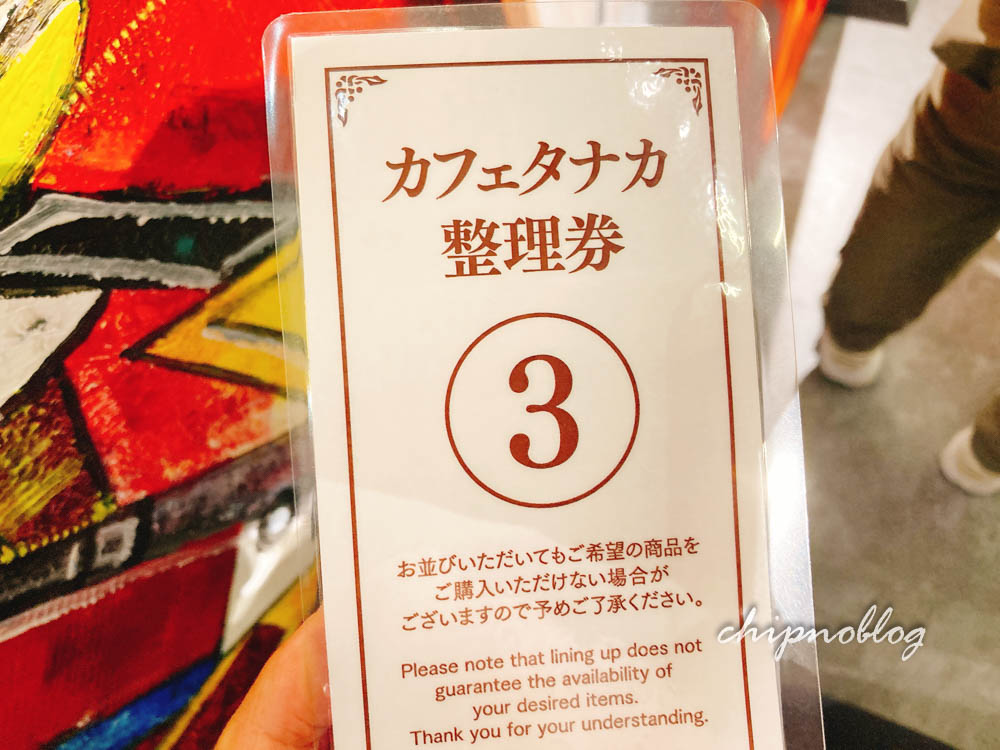 カフェタナカ
整理券
3
お並びいただいてもご希望の商品を
ご購入いただけない場合が
ございますので予めご了承ください。
Please note that lining up does not
guarantee the availability of
your desired items.
Thank you for your understanding.
chipnoblog